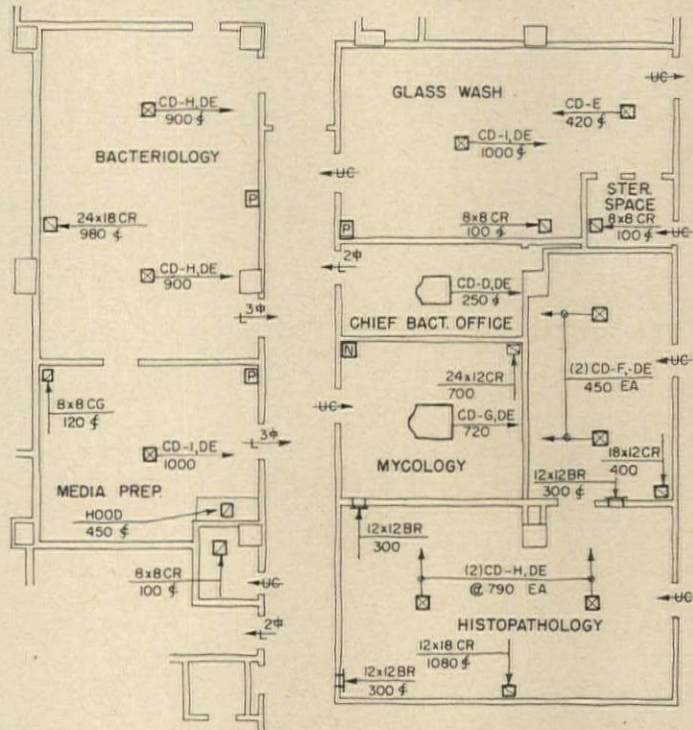 CD-H, DE
900 ¢
BACTERIOLOGY
24x18 CR
980 ¢
P
CD-H, DE
900
3Φ
L
8x8 CG
120 ¢
P
CD-I, DE
1000
3Φ
L
MEDIA PREP.
HOOD
450 ¢
8x8 CR
100 ¢
UC
2Φ
L
GLASS WASH
UC
CD-E
420 ¢
CD-I, DE
1000 ¢
UC
STER.
SPACE
P
8x8 CR
100 ¢
8x8 CR
100 ¢
UC
2Φ
L
CD-D, DE
250 ¢
CHIEF BACT. OFFICE
N
24x12 CR
700
(2) CD-F,-DE
450 EA
UC
UC
CD-G, DE
720
MYCOLOGY
18x12 CR
400
12x12 BR
300 ¢
12x12 BR
300
(2) CD-H, DE
@ 790 EA
UC
HISTOPATHOLOGY
12x18 CR
1080 ¢
12x12 BR
300 ¢